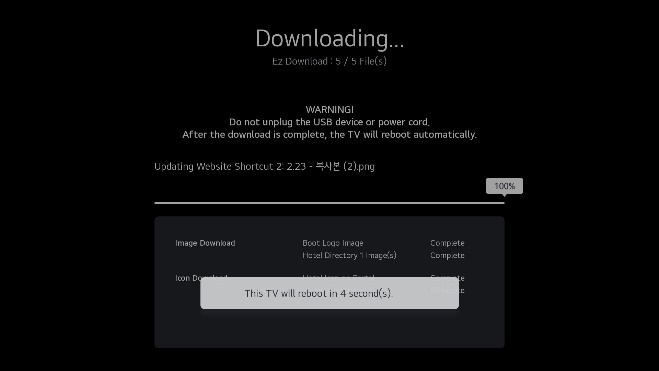 Downloading...
Ez Download : 5 / 5 File(s)
WARNING!
Do not unplug the USB device or power cord.
After the download is complete, the TV will reboot automatically.
Updating Website Shortcut 2: 2.23 - 복사본 (2).png
100%
Image Download Boot Logo Image Complete
Hotel Directory 1 Image(s) Complete
Icon Download Complete
This TV will reboot in 4 second(s).